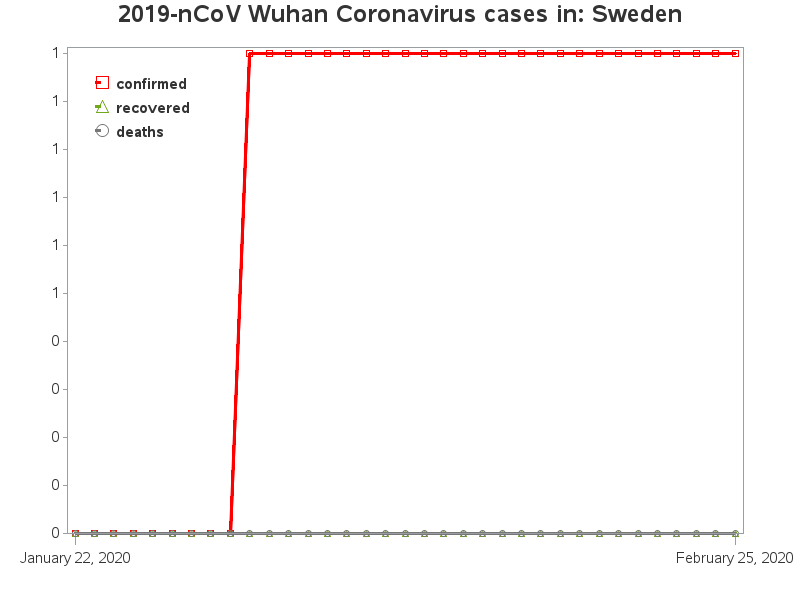 2019-nCoV Wuhan Coronavirus cases in: Sweden
1
confirmed
1
recovered
deaths
1
1
1
1
0
0
0
0
0
January 22, 2020
February 25, 2020